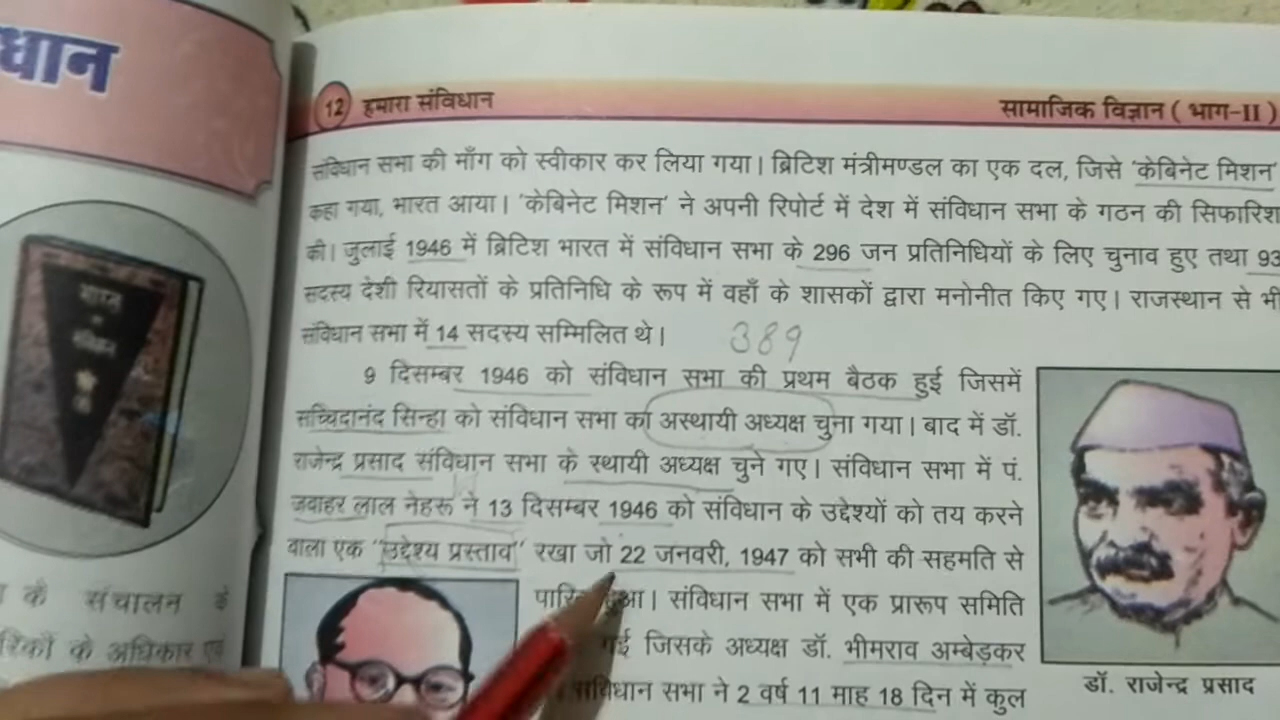 धान
12 हमारा संविधान
सामाजिक विज्ञान ( भाग-II )
संविधान सभा की माँग को स्वीकार कर लिया गया। ब्रिटिश मंत्रीमण्डल का एक दल, जिसे 'केबिनेट मिशन'
कहा गया, भारत आया। 'केबिनेट मिशन' ने अपनी रिपोर्ट में देश में संविधान सभा के गठन की सिफारिश
की। जुलाई 1946 में ब्रिटिश भारत में संविधान सभा के 296 जन प्रतिनिधियों के लिए चुनाव हुए तथा 93
सदस्य देशी रियासतों के प्रतिनिधि के रूप में वहाँ के शासकों द्वारा मनोनीत किए गए। राजस्थान से भी
संविधान सभा में 14 सदस्य सम्मिलित थे।
389
9 दिसम्बर 1946 को संविधान सभा की प्रथम बैठक हुई जिसमें
सच्चिदानंद सिन्हा को संविधान सभा का अस्थायी अध्यक्ष चुना गया। बाद में डॉ.
राजेन्द्र प्रसाद संविधान सभा के स्थायी अध्यक्ष चुने गए। संविधान सभा में पं.
जवाहर लाल नेहरू ने 13 दिसम्बर 1946 को संविधान के उद्देश्यों को तय करने
वाला एक "उद्देश्य प्रस्ताव" रखा जो 22 जनवरी, 1947 को सभी की सहमति से
हुआ। संविधान सभा में एक प्रारूप समिति
गई जिसके अध्यक्ष डॉ. भीमराव अम्बेड़कर
संविधान सभा ने 2 वर्ष 11 माह 18 दिन में कुल
डॉ. राजेन्द्र प्रसाद
के संचालन के
के अधिकार एवं